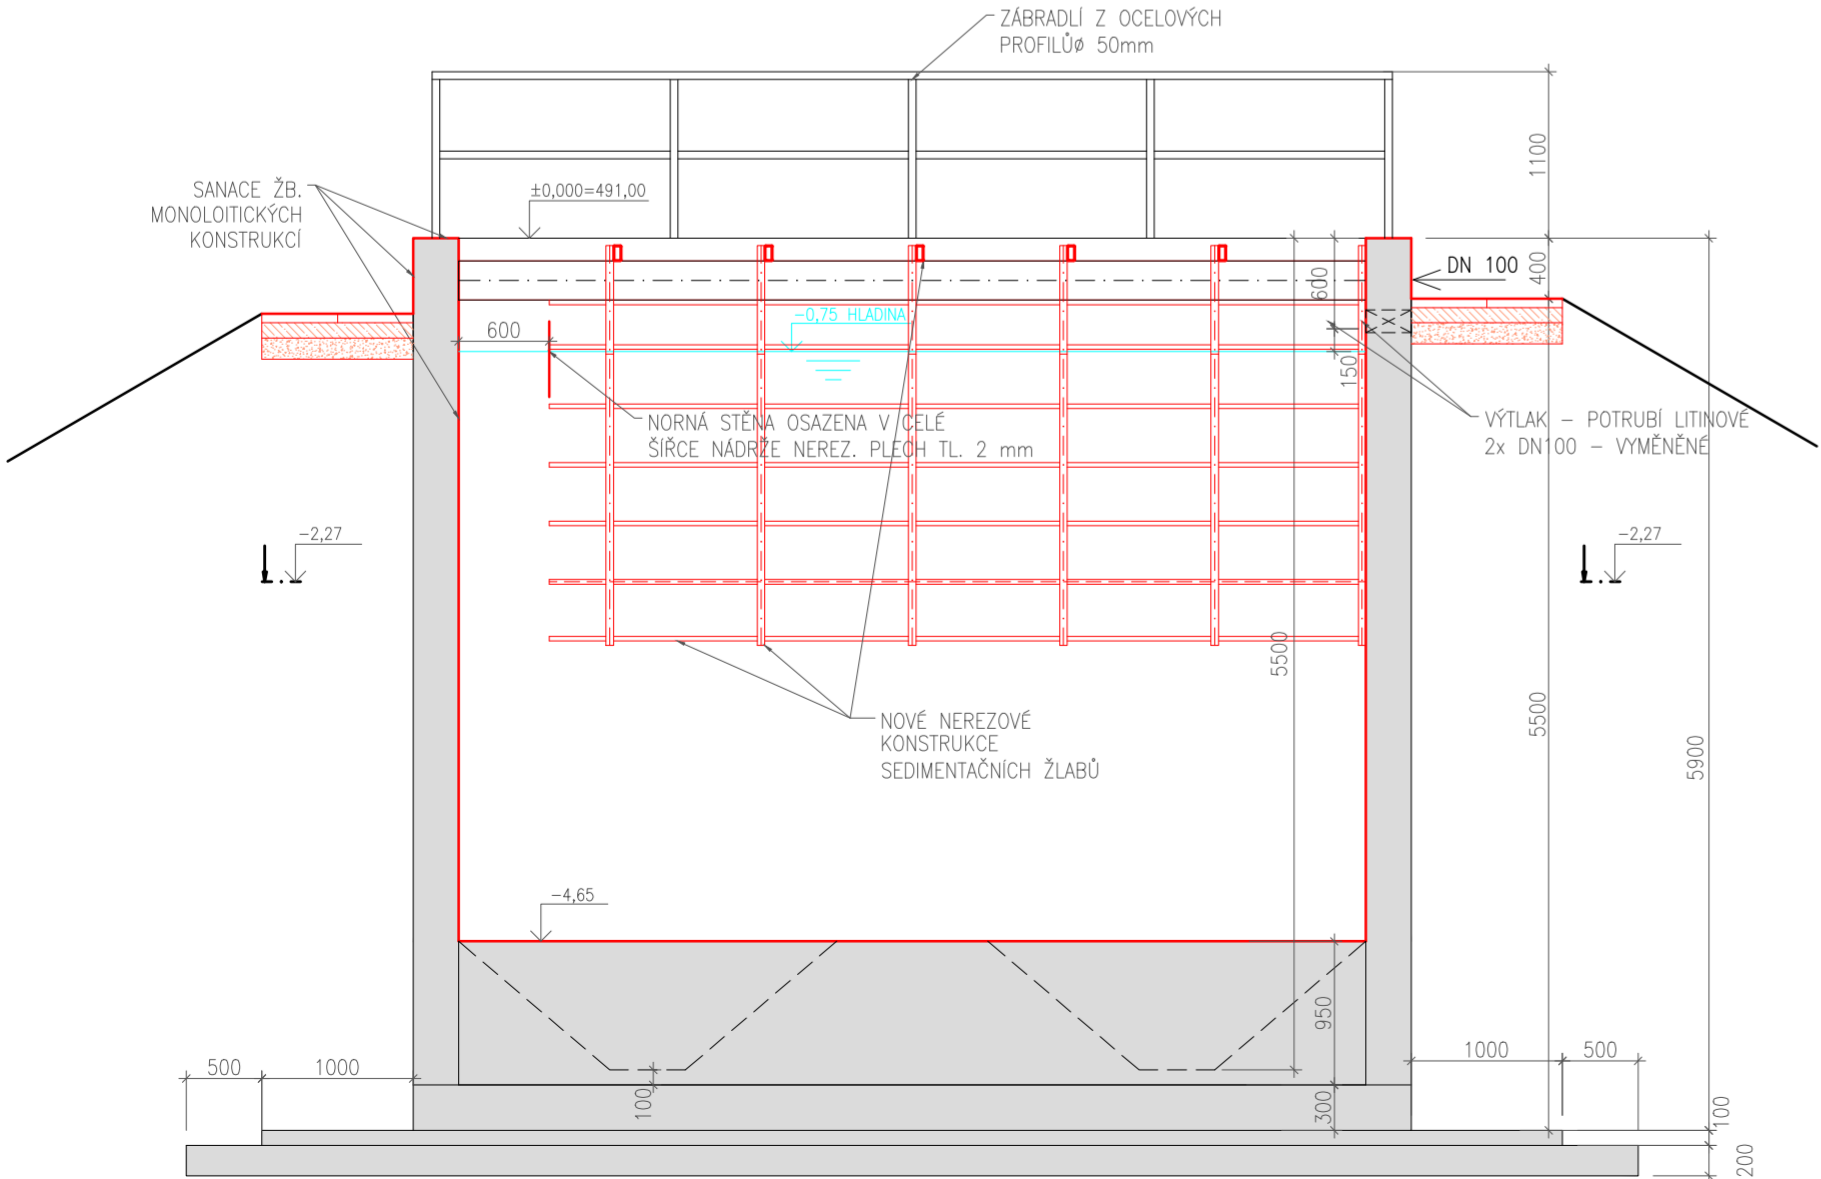 ZÁBRADLÍ Z OCELOVÝCH
PROFILŮø 50mm
SANACE ŽB.
MONOLOITICKÝCH
KONSTRUKCÍ
±0,000=491,00
1100
400
DN 100
600
-0,75 HLADINA
600
150
NORNÁ STĚNA OSAZENA V CELÉ
ŠÍŘCE NÁDRŽE NEREZ. PLECH TL. 2 mm
VÝTLAK – POTRUBÍ LITINOVÉ
2x DN100 – VYMĚNĚNÉ
-2,27
-2,27
5500
5500
5900
NOVÉ NEREZOVÉ
KONSTRUKCE
SEDIMENTAČNÍCH ŽLABŮ
-4,65
950
500
1000
1000
500
100
300
100
200